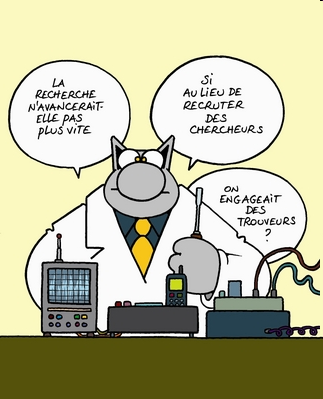 LA
RECHERCHE
N'AVANCERAIT-
ELLE PAS
PLUS VITE
SI
AU LIEU DE
RECRUTER
DES
CHERCHEURS
ON
ENGAGEAIT
DES
TROUVEURS
?